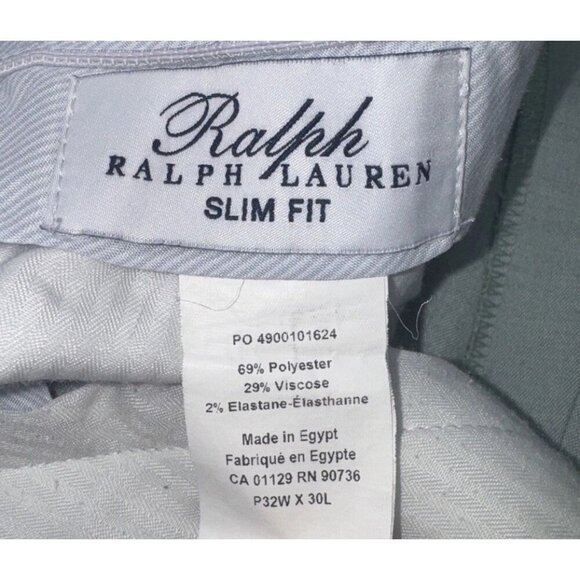 Ralph
RALPH LAUREN
SLIM FIT
PO 4900101624
69% Polyester
29% Viscose
2% Elastane-Élasthanne
Made in Egypt
Fabriqué en Egypte
CA 01129 RN 90736
P32W X 30L